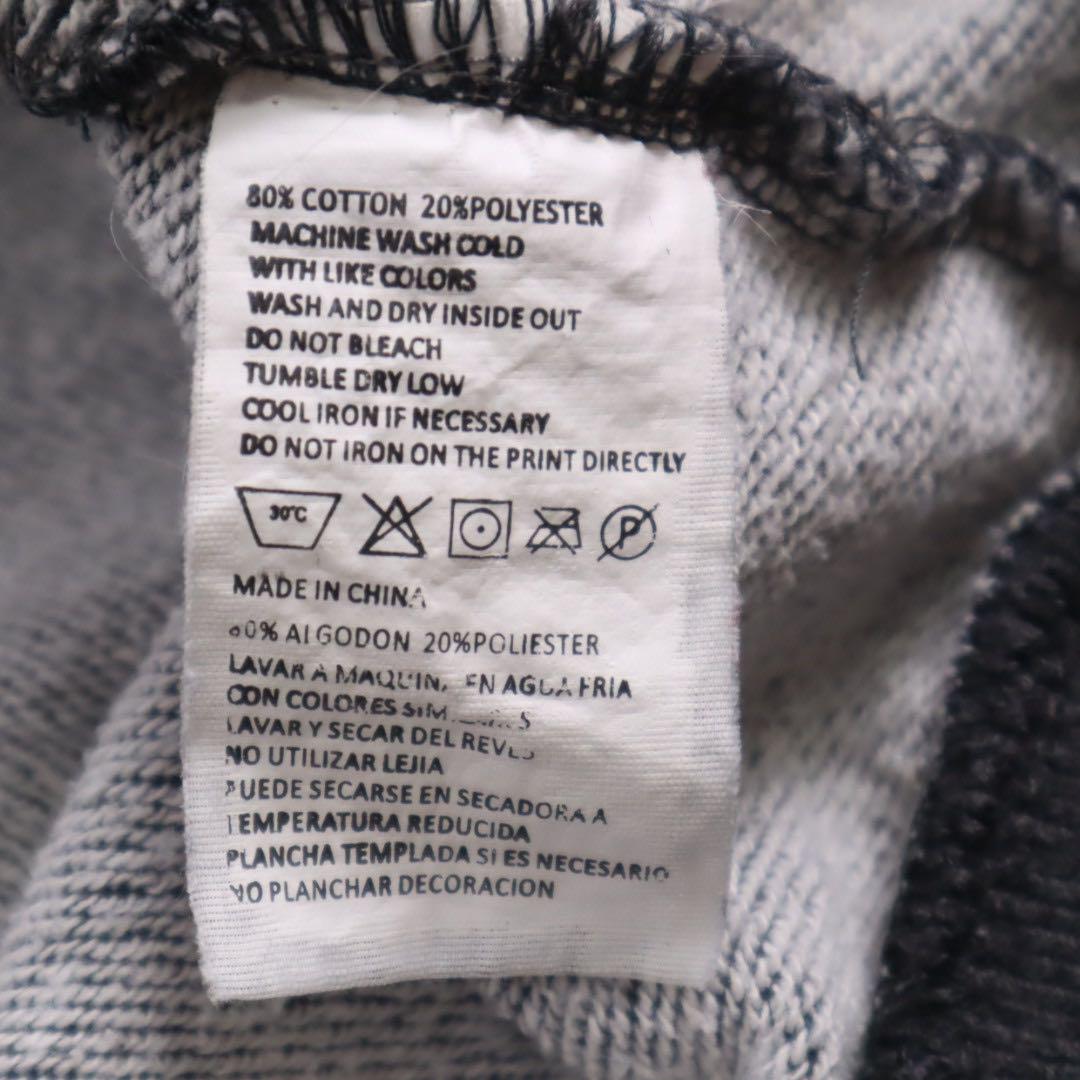 80% COTTON 20%POLYESTER
MACHINE WASH COLD
WITH LIKE COLORS
WASH AND DRY INSIDE OUT
DO NOT BLEACH
TUMBLE DRY LOW
COOL IRON IF NECESSARY
DO NOT IRON ON THE PRINT DIRECTLY
30°C P
MADE IN CHINA
80% ALGODON 20%POLIESTER
LAVAR A EN AGUA FRIA
CON COLORES
LAVAR Y SECAR DEL REVES
NO UTILIZAR LEJIA
PUEDE SECARSE EN SECADORA A
TEMPERATURA REDUCIDA
PLANCHA TEMPLADA SI ES NECESARIO
NO PLANCHAR DECORACION